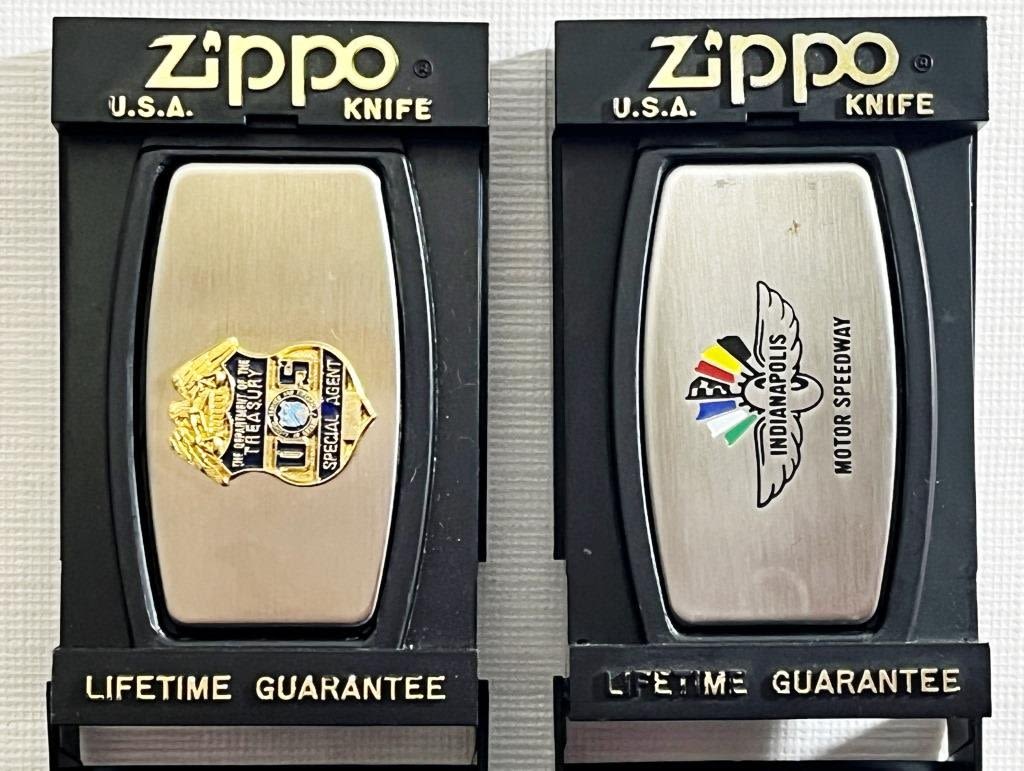 Zippo ®
U.S.A. KNIFE
THE DEPARTMENT OF THE
TREASURY
U S
SPECIAL AGENT
LIFETIME GUARANTEE
Zippo ®
U.S.A. KNIFE
INDIANAPOLIS
MOTOR SPEEDWAY
LIFETIME GUARANTEE